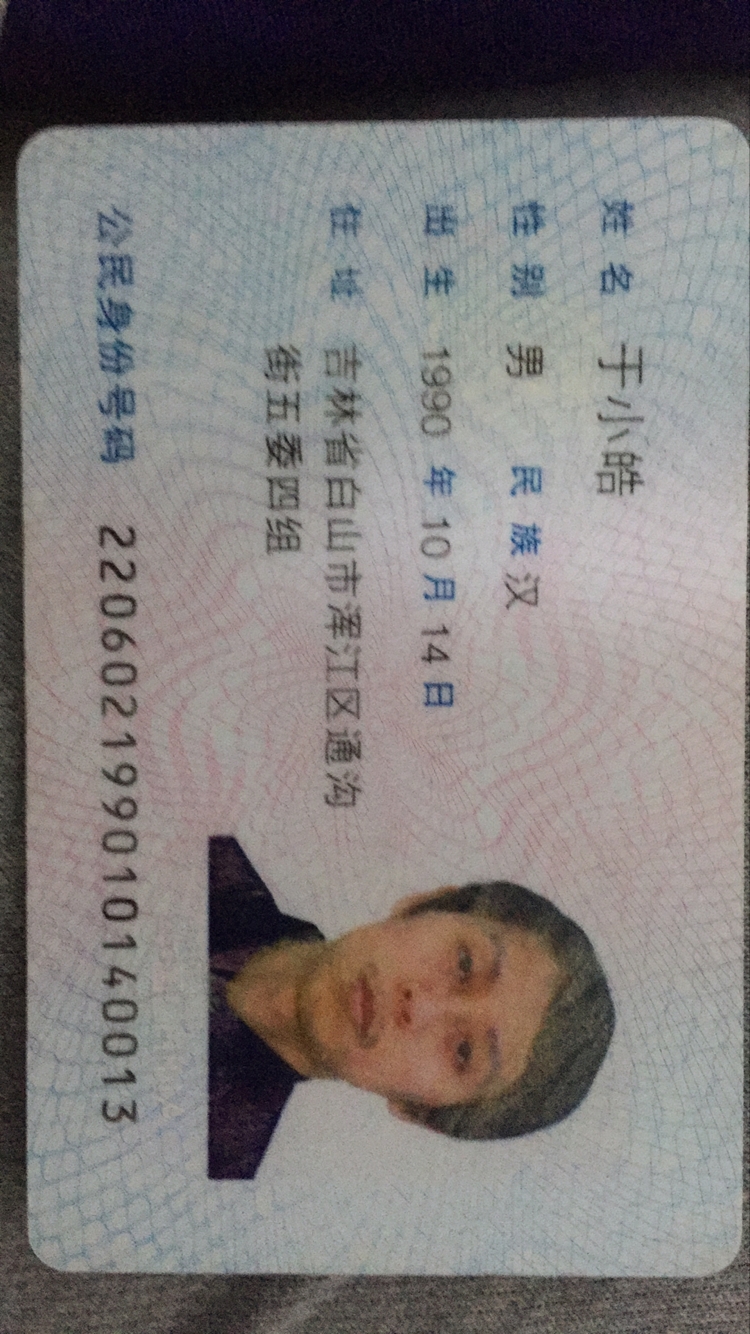 姓名 于小皓
性别 男 民族 汉
出生 1990 年 10 月 14 日
住址 吉林省白山市浑江区通沟
街五委四组
公民身份号码 220602199010140013